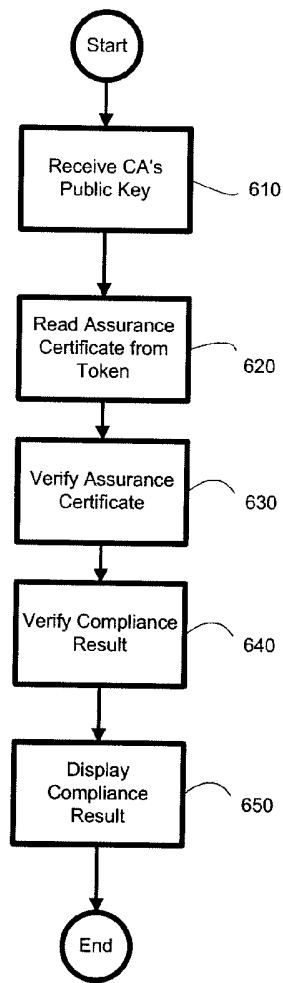 Start
Receive CA's
Public Key
610
Read Assurance
Certificate from
Token
620
Verify Assurance
Certificate
630
Verify Compliance
Result
640
Display
Compliance
Result
650
End